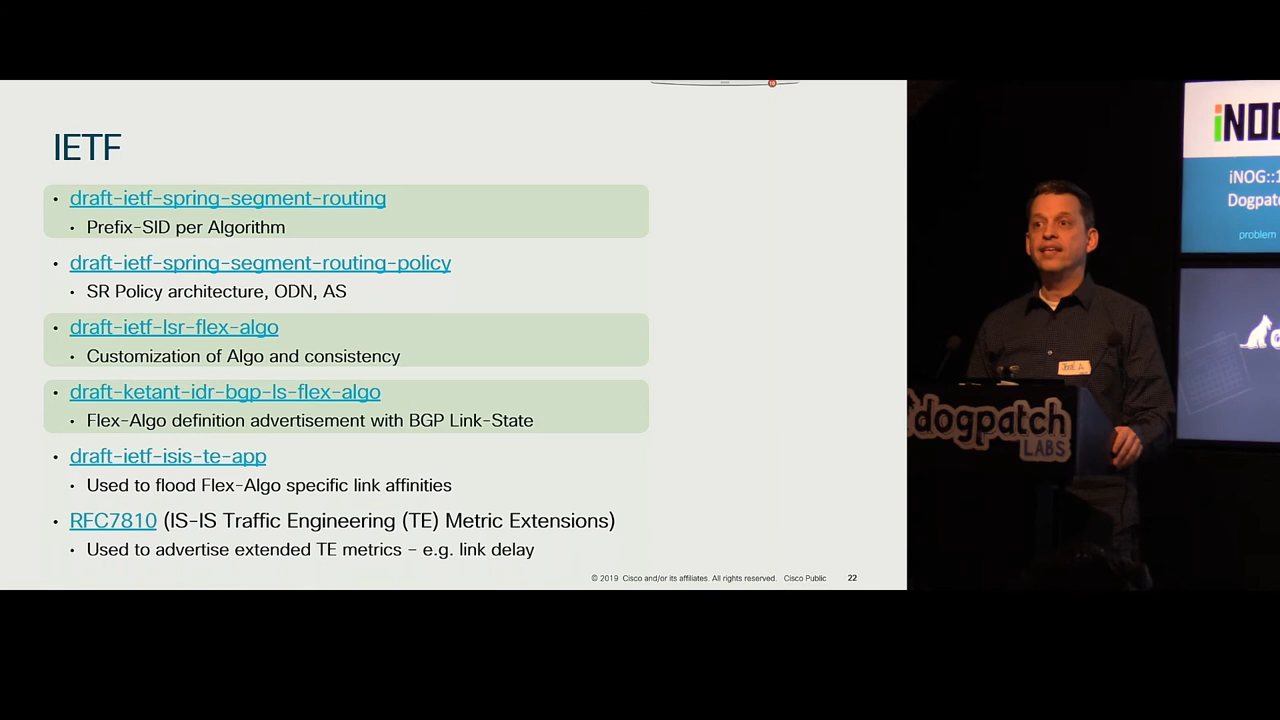 IETF
• draft-ietf-spring-segment-routing
• Prefix-SID per Algorithm
• draft-ietf-spring-segment-routing-policy
• SR Policy architecture, ODN, AS
• draft-ietf-lsr-flex-algo
• Customization of Algo and consistency
• draft-ketant-idr-bgp-ls-flex-algo
• Flex-Algo definition advertisement with BGP Link-State
• draft-ietf-isis-te-app
• Used to flood Flex-Algo specific link affinities
• RFC7810 (IS-IS Traffic Engineering (TE) Metric Extensions)
• Used to advertise extended TE metrics – e.g. link delay
© 2019 Cisco and/or its affiliates. All rights reserved. Cisco Public 22
iNO
iNOG::1
Dogpatc
problem
dogpatch
LABS